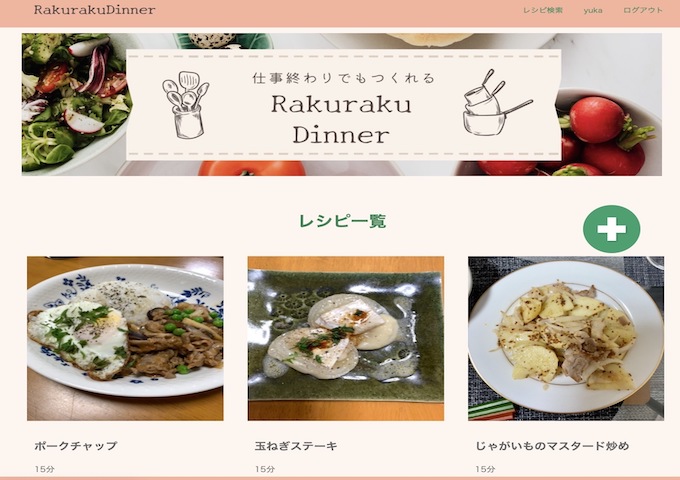 RakurakuDinner
レシピ検索 yuka ログアウト
仕事終わりでもつくれる
Rakuraku
Dinner
レシピ一覧
ポークチャップ
15分
玉ねぎステーキ
15分
じゃがいものマスタード炒め
15分